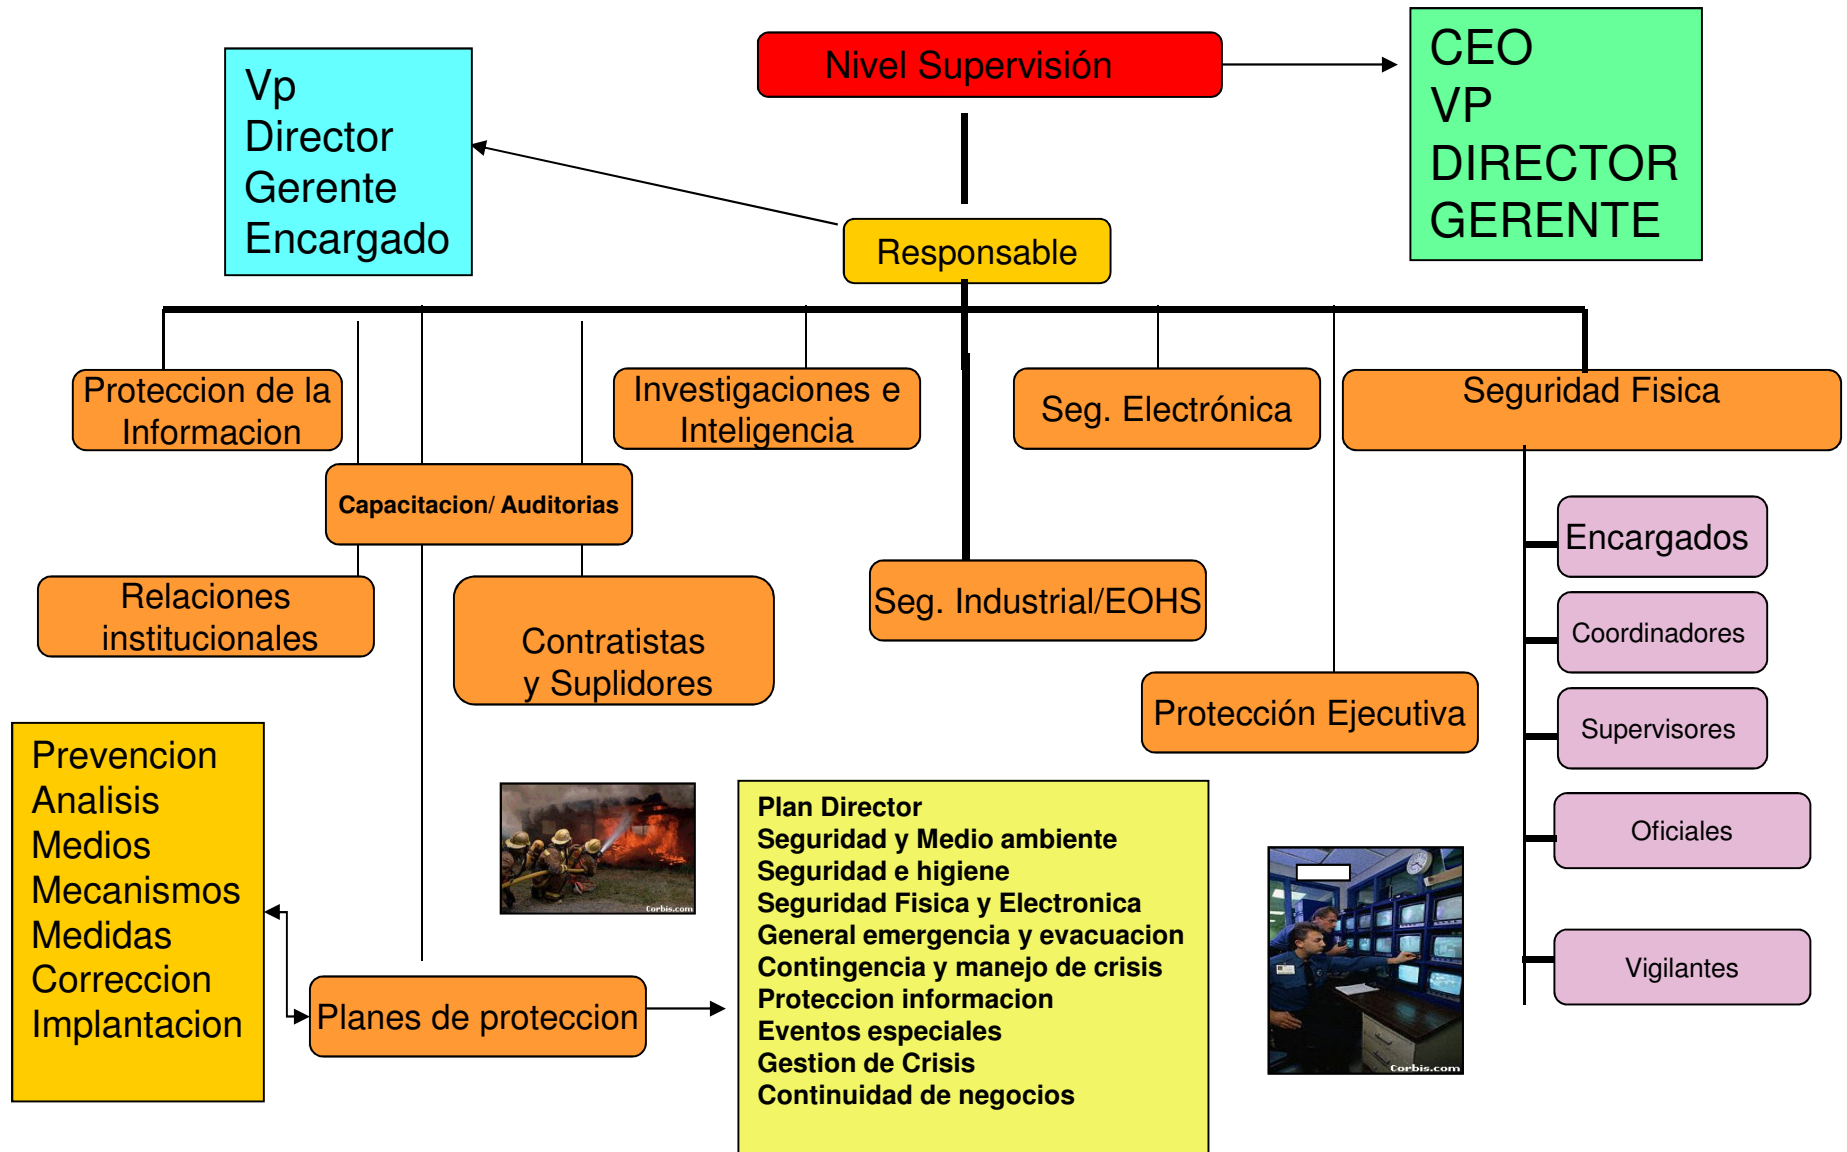 Nivel Supervisión
CEO
VP
DIRECTOR
GERENTE
Vp
Director
Gerente
Encargado
Responsable
Proteccion de la
Informacion
Investigaciones e
Inteligencia
Seg. Electrónica
Seguridad Fisica
Capacitacion/ Auditorias
Relaciones
institucionales
Contratistas
y Suplidores
Seg. Industrial/EOHS
Protección Ejecutiva
Encargados
Coordinadores
Supervisores
Oficiales
Vigilantes
Prevencion
Analisis
Medios
Mecanismos
Medidas
Correccion
Implantacion
Planes de proteccion
Corbis.com
Plan Director
Seguridad y Medio ambiente
Seguridad e higiene
Seguridad Fisica y Electronica
General emergencia y evacuacion
Contingencia y manejo de crisis
Proteccion informacion
Eventos especiales
Gestion de Crisis
Continuidad de negocios
Corbis.com